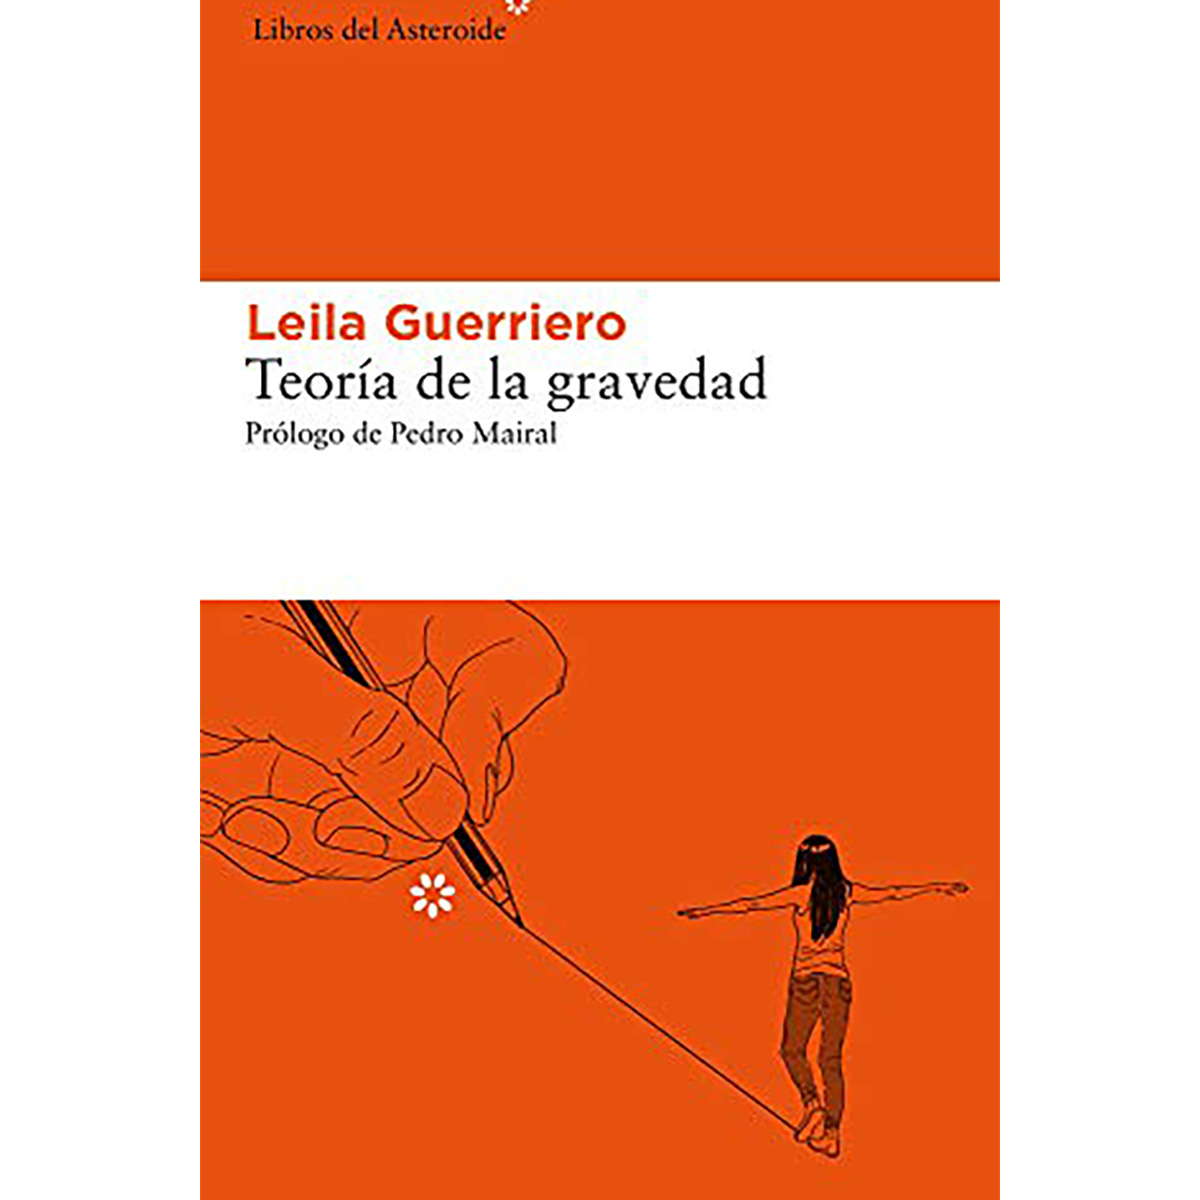 Libros del Asteroide
Leila Guerriero
Teoría de la gravedad
Prólogo de Pedro Mairal